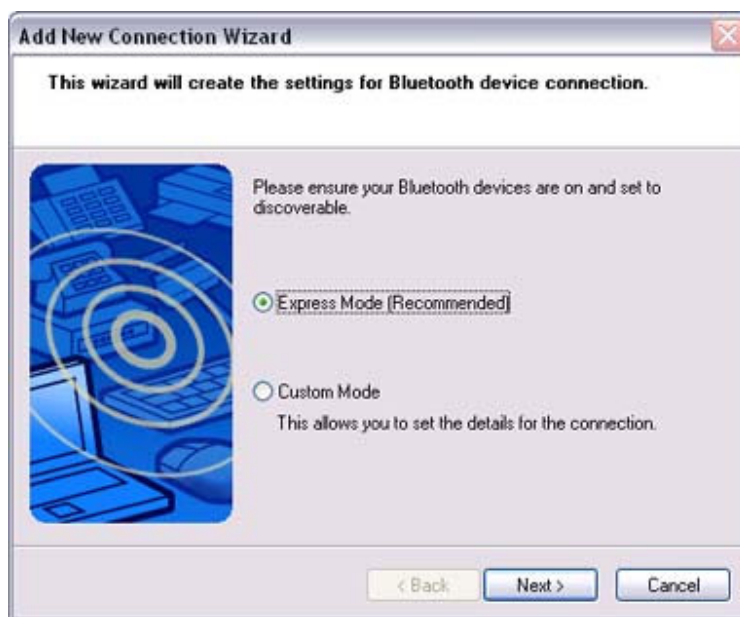 Add New Connection Wizard
This wizard will create the settings for Bluetooth device connection.
Please ensure your Bluetooth devices are on and set to
discoverable.
Express Mode (Recommended)
Custom Mode
This allows you to set the details for the connection.
< Back
Next >
Cancel